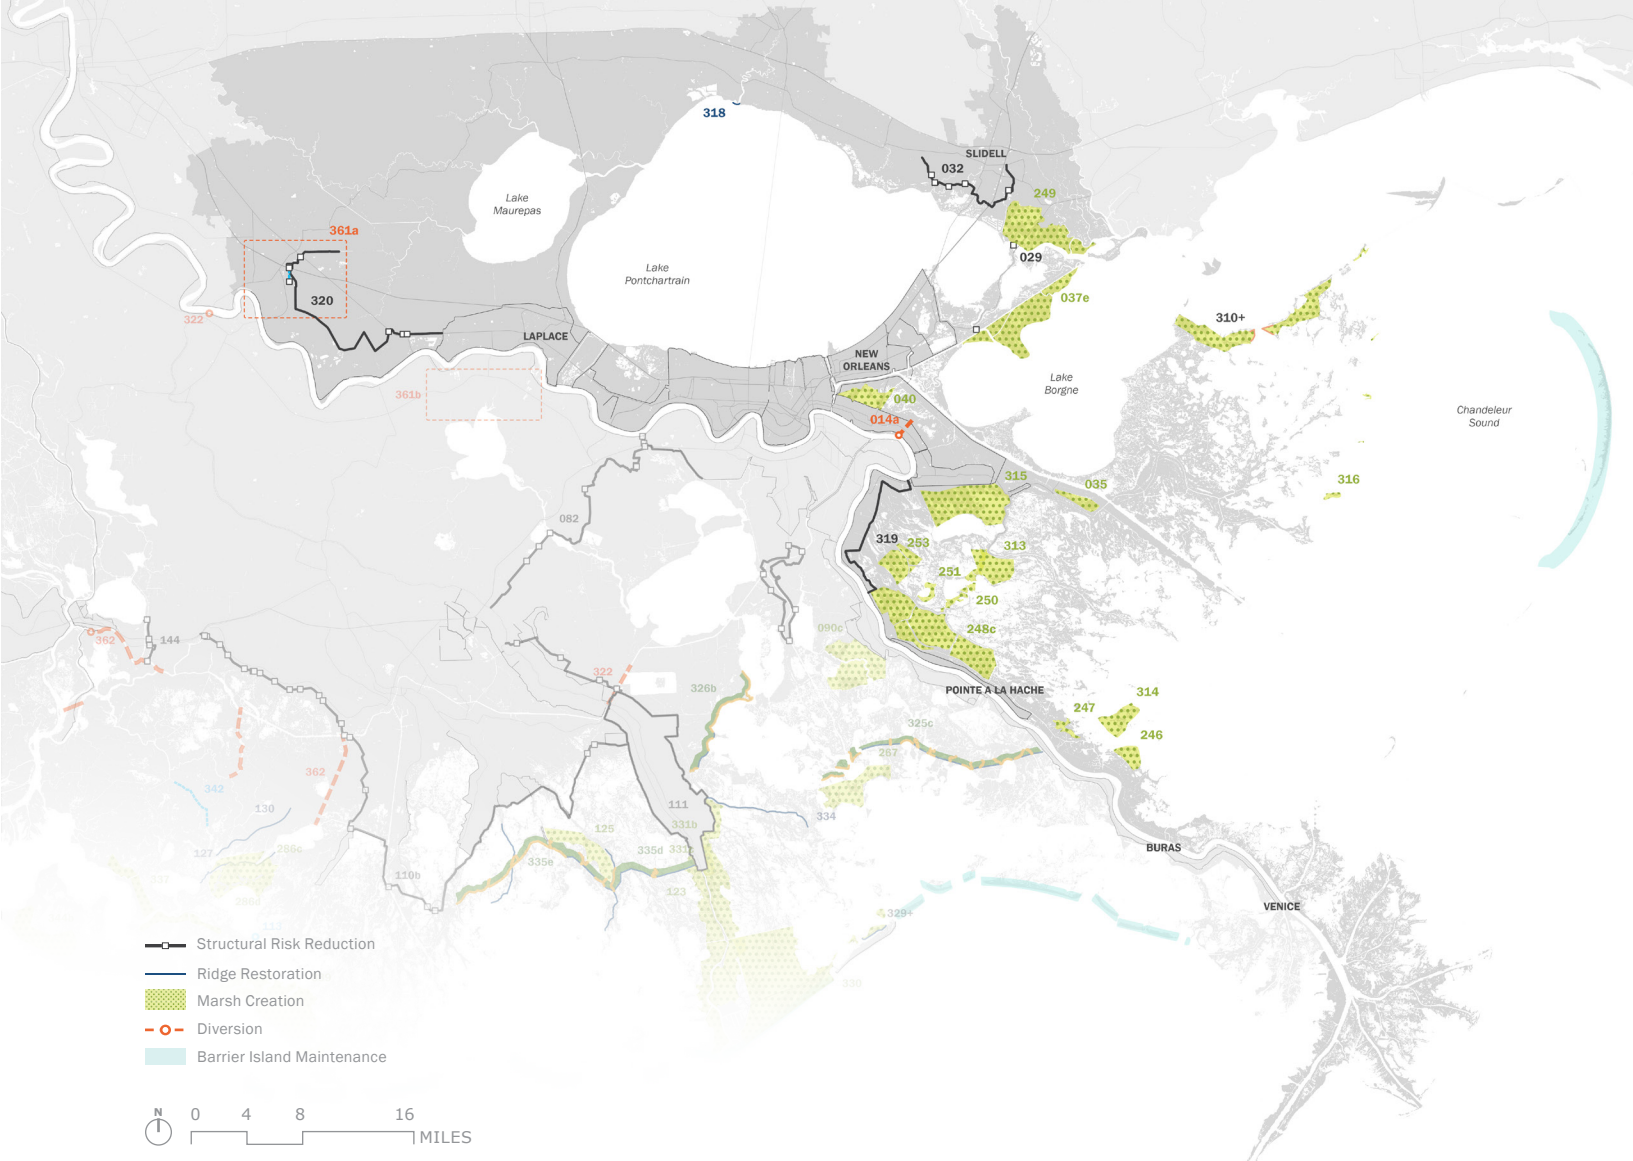 318
SLIDELL
032
249
Lake
Maurepas
361a
029
Lake
Pontchartrain
037e
320
310+
322
LAPLACE
NEW
ORLEANS
Lake
Borgne
361b
040
Chandeleur
Sound
014a
315
035
316
082
319
253
313
251
250
248c
362
144
090c
322
326b
POINTE A LA HACHE
314
247
325c
246
267
362
342
130
111
334
331b
125
BURAS
127
286c
335d
335e
110b
123
VENICE
329+
330
Structural Risk Reduction
Ridge Restoration
Marsh Creation
Diversion
Barrier Island Maintenance
N
0 4 8 16
MILES